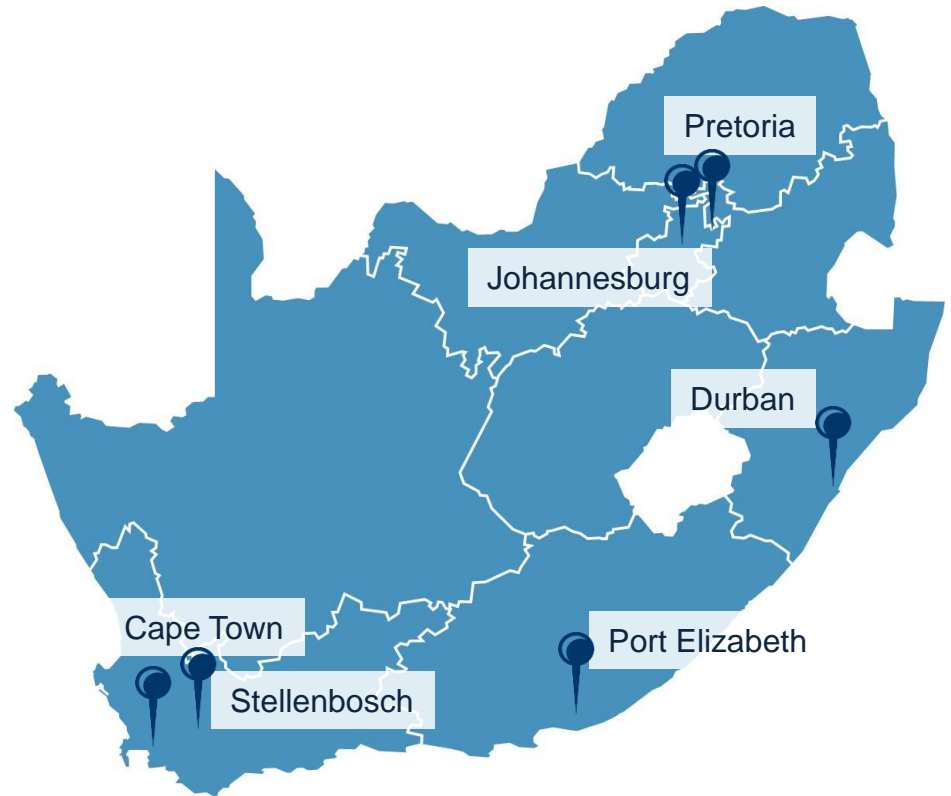 Pretoria
Johannesburg
Durban
Cape Town
Port Elizabeth
Stellenbosch